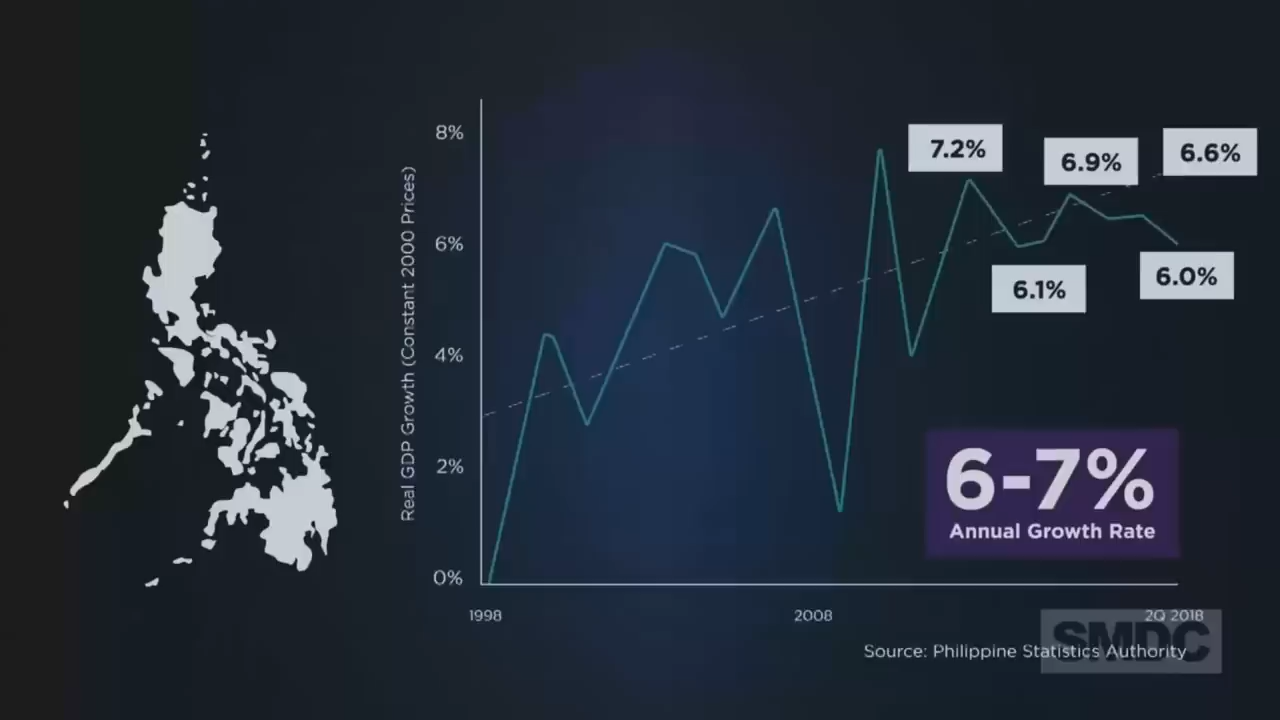 Real GDP Growth (Constant 2000 Prices)
8%
6%
4%
2%
0%
1998
2008
2Q 2018
7.2%
6.9%
6.6%
6.1%
6.0%
6-7%
Annual Growth Rate
SMDC
Source: Philippine Statistics Authority